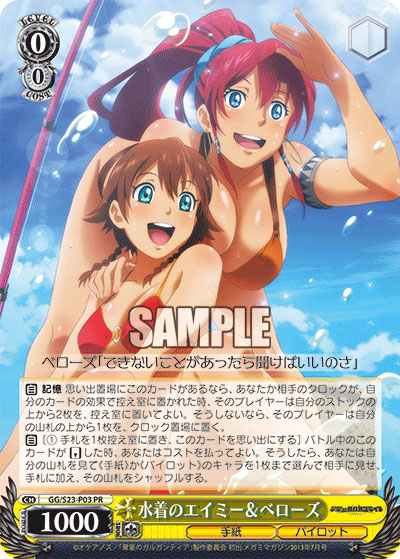 LEVEL
0
0
COST
SAMPLE
ベローズ「できないことがあったら聞けばいいのさ」
自 記憶 思い出置場にこのカードがあるなら、あなたか相手のクロックが、自
分のカードの効果で控え室に置かれた時、そのプレイヤーは自分のストックの
上から2枚を、控え室に置いてよい。そうしないなら、そのプレイヤーは自分
の山札の上から1枚を、クロック置場に置く。
自 ［① 手札を1枚控え室に置き、このカードを思い出にする］ バトル中のこの
カードが【】した時、あなたはコストを払ってよい。そうしたら、あなたは自分
の山札を見て《手紙》か《パイロット》のキャラを1枚まで選んで相手に見せ、手
札に加え、その山札をシャッフルする。
CH
GG/S23-P03 PR
水着のエイミー＆ベローズ
POWER
1000
手紙
パイロット
©オケアノス／「翠星のガルガンティア」製作委員会 初出:メガミマガジン2013年7月号